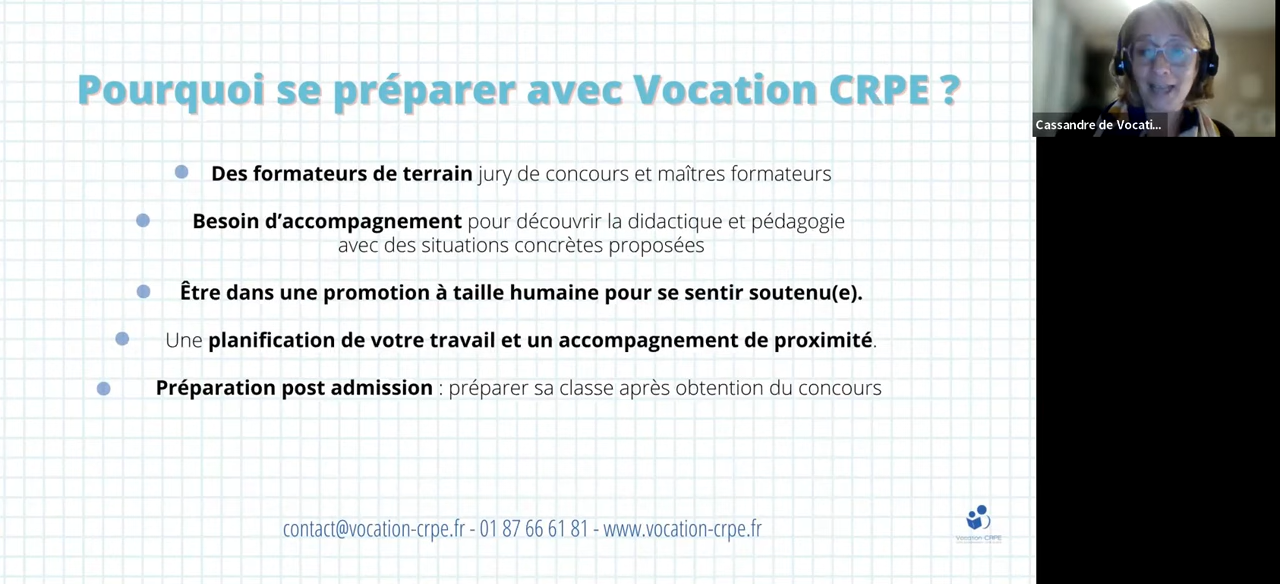 Pourquoi se préparer avec Vocation CRPE ?
Cassandre de Vocati...
Des formateurs de terrain jury de concours et maîtres formateurs
Besoin d'accompagnement pour découvrir la didactique et pédagogie
avec des situations concrètes proposées
Être dans une promotion à taille humaine pour se sentir soutenu(e).
Une planification de votre travail et un accompagnement de proximité.
Préparation post admission : préparer sa classe après obtention du concours
contact@vocation-crpe.fr - 01 87 66 61 81 - www.vocation-crpe.fr
Vocation CRPE